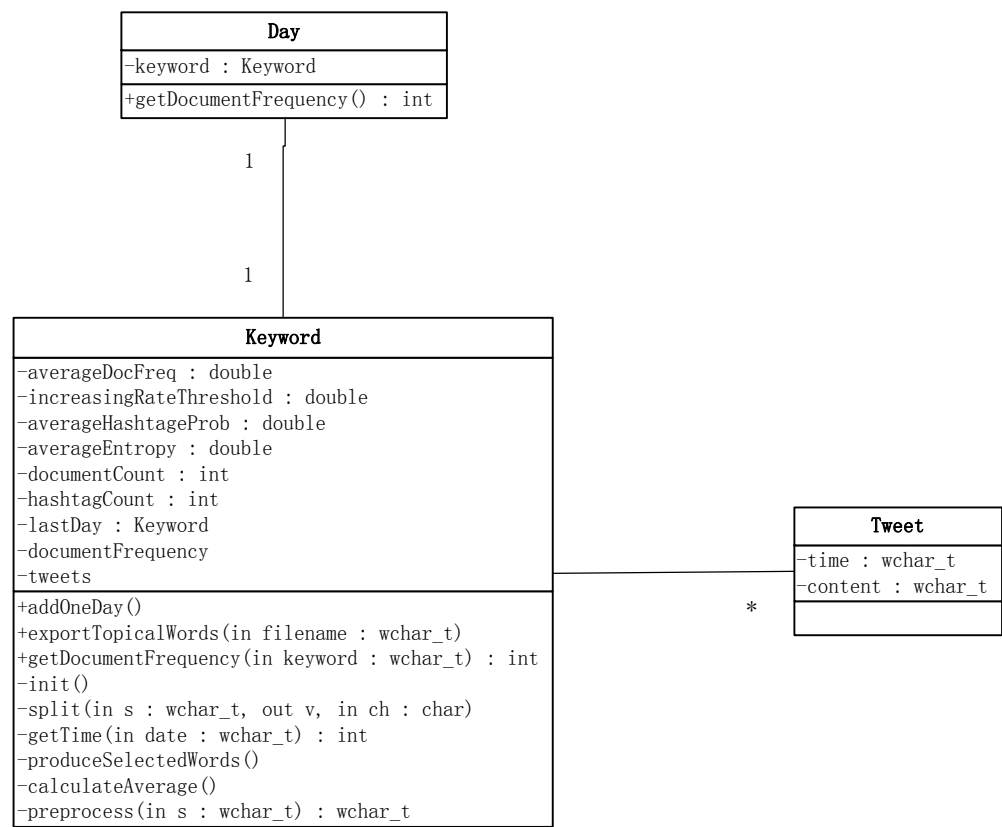 Day
-keyword : Keyword
+getDocumentFrequency() : int
1
1
Keyword
-averageDocFreq : double
-increasingRateThreshold : double
-averageHashtageProb : double
-averageEntropy : double
-documentCount : int
-hashtagCount : int
-lastDay : Keyword
-documentFrequency
-tweets
+addOneDay()
+exportTopicalWords(in filename : wchar_t)
+getDocumentFrequency(in keyword : wchar_t) : int
-init()
-split(in s : wchar_t, out v, in ch : char)
-getTime(in date : wchar_t) : int
-produceSelectedWords()
-calculateAverage()
-preprocess(in s : wchar_t) : wchar_t
*
Tweet
-time : wchar_t
-content : wchar_t